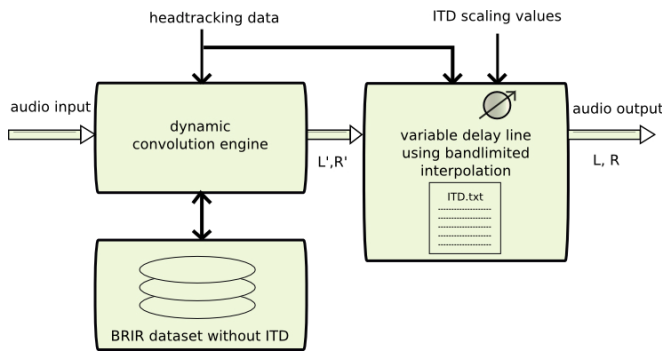 headtracking data
ITD scaling values
audio input
dynamic
convolution engine
L',R'
variable delay line
using bandlimited
interpolation
ITD.txt
audio output
L, R
BRIR dataset without ITD